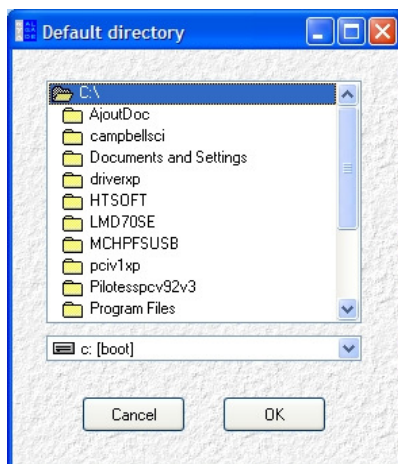 Default directory
C:\
AjoutDoc
campbellsci
Documents and Settings
driverxp
HTSOFT
LMD70SE
MCHPFSUSB
pciv1xp
Pilotesspcv92v3
Program Files
c: [boot]
Cancel OK